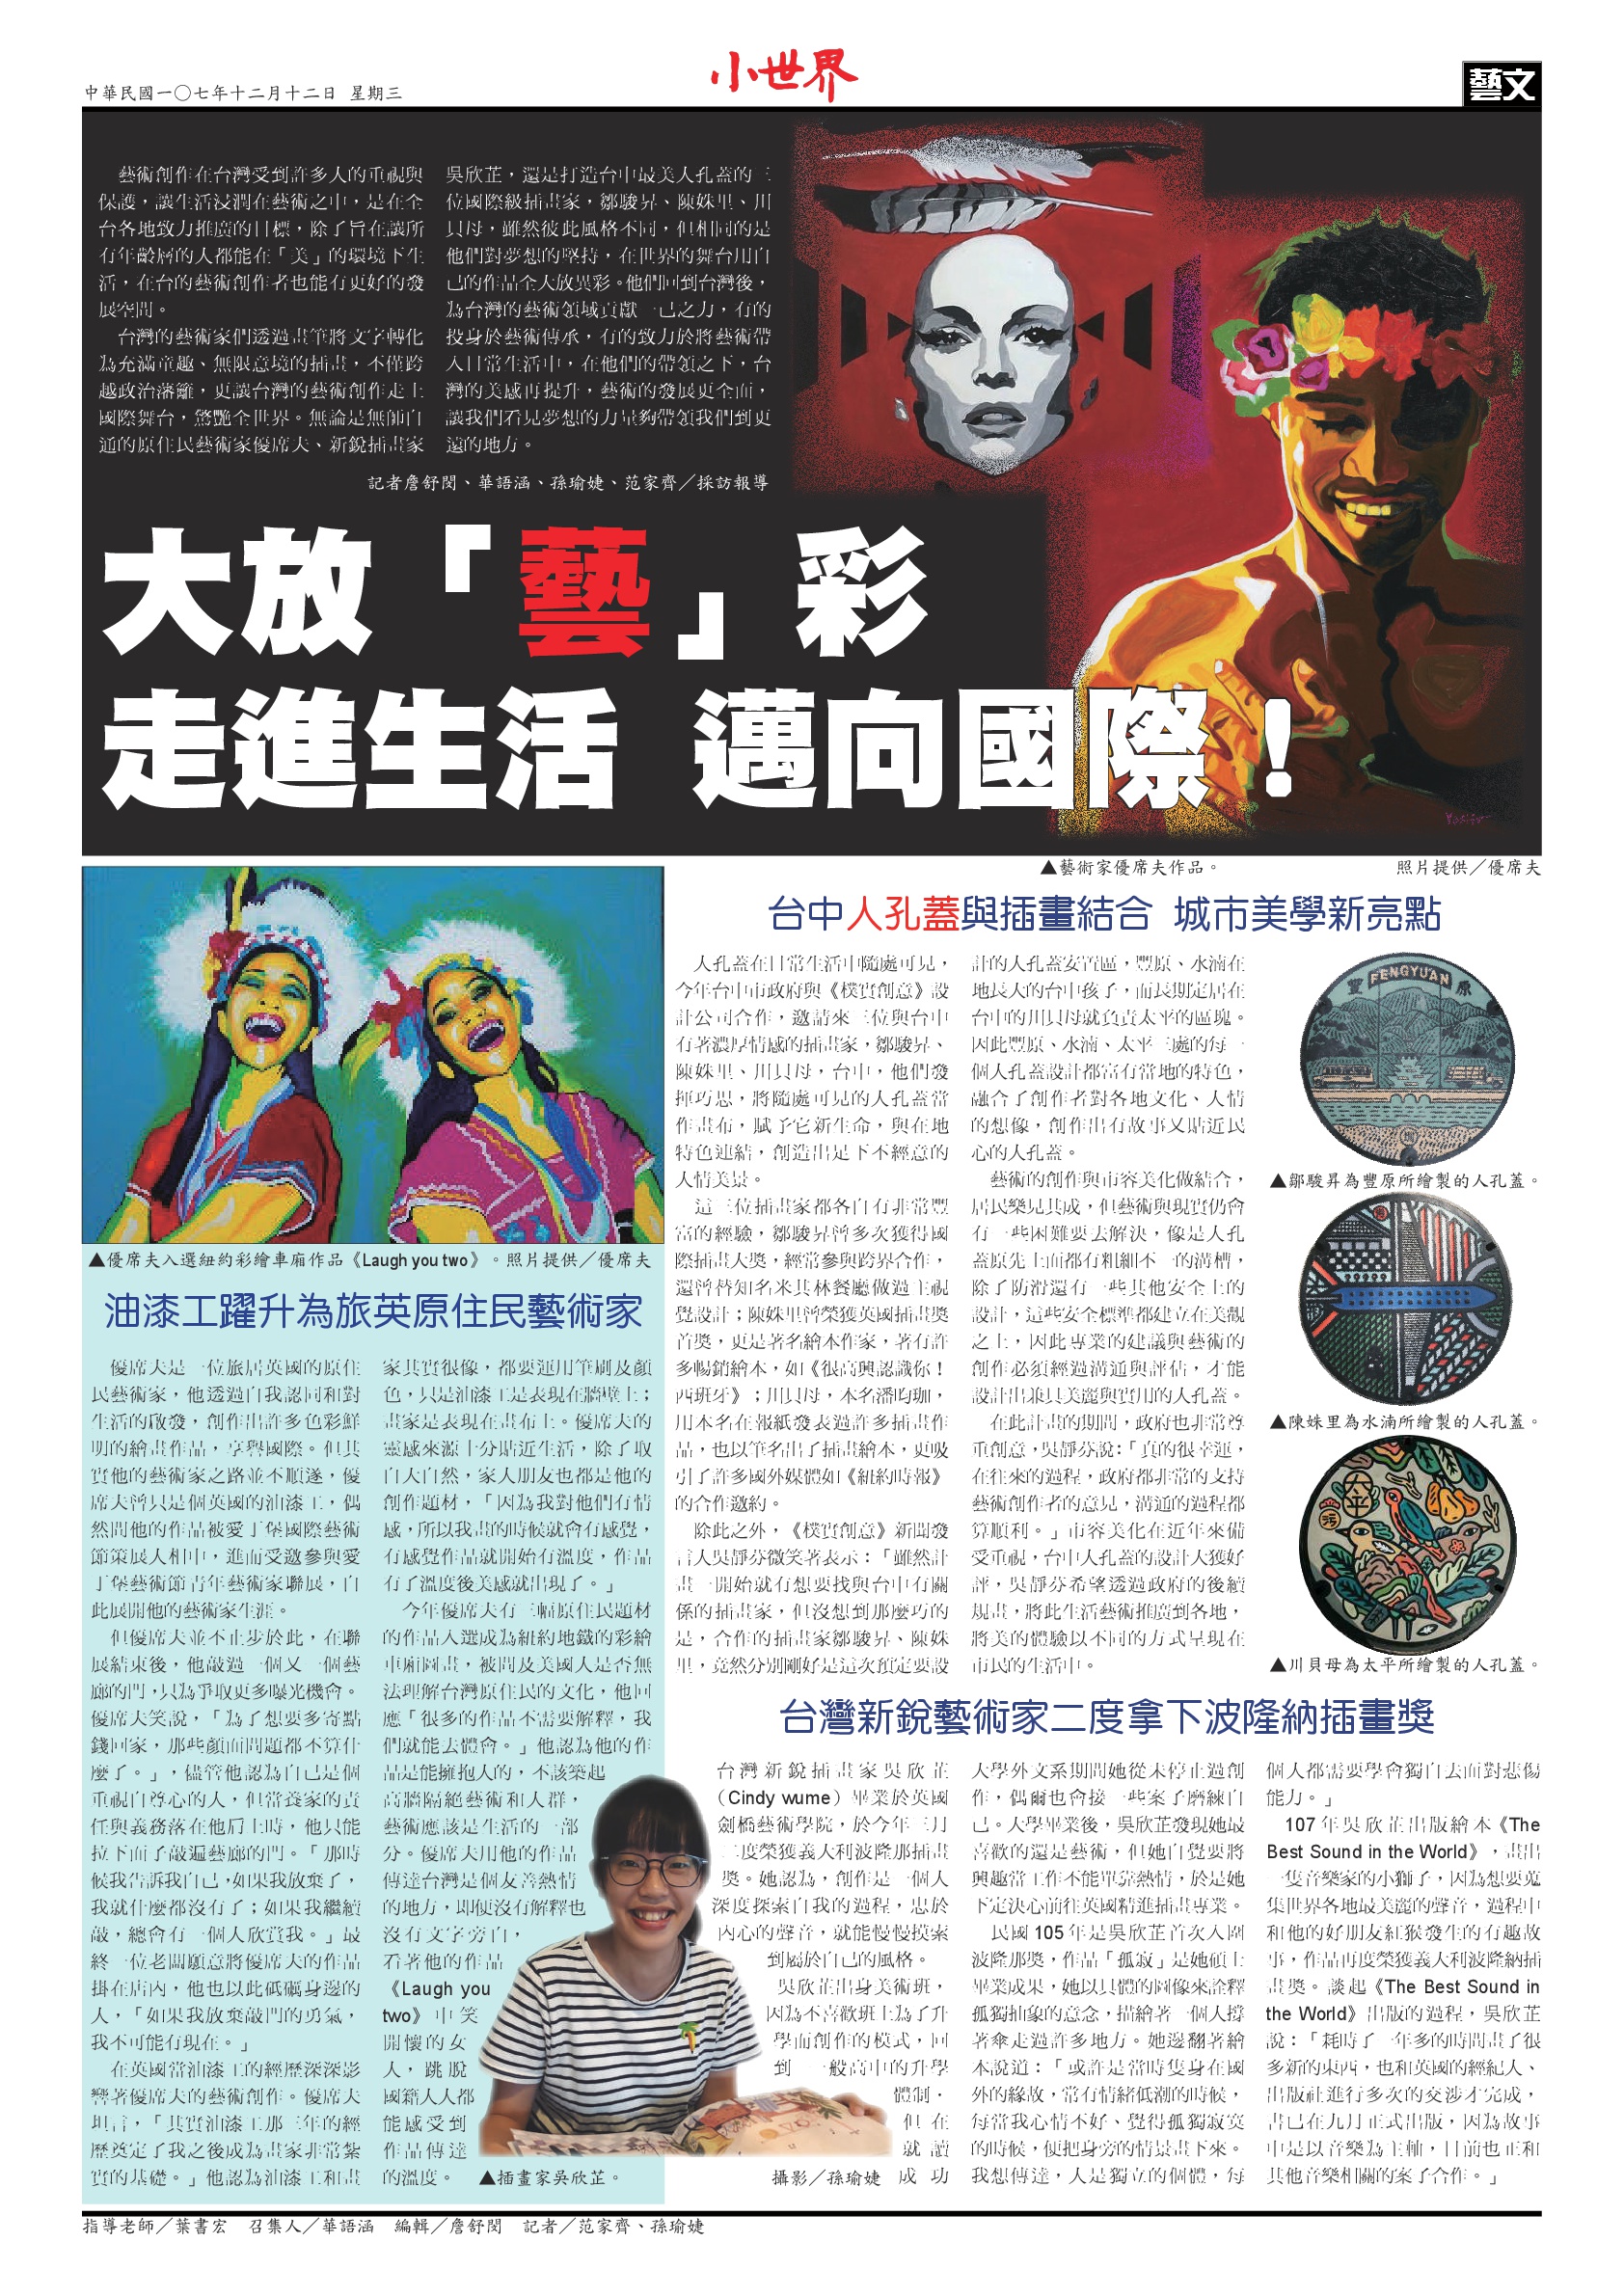 中華民國一○七年十二月十二日 星期三
小世界
藝文
藝術創作在台灣受到許多人的重視與
保護，讓生活浸潤在藝術之中，是在全
台各地致力推廣的目標，除了旨在讓所
有年齡層的人都能在「美」的環境下生
活，在台的藝術創作者也能有更好的發
展空間。
台灣的藝術家們透過畫筆將文字轉化
為充滿童趣、無限意境的插畫，不僅跨
越政治藩籬，更讓台灣的藝術創作走上
國際舞台，驚艷全世界。無論是無師自
通的原住民藝術家優席夫、新銳插畫家
吳欣芷，還是打造台中最美人孔蓋的三
位國際級插畫家，鄒駿昇、陳姝里、川
貝母，雖然彼此風格不同，但相同的是
他們對夢想的堅持，在世界的舞台用自
己的作品全大放異彩。他們回到台灣後，
為台灣的藝術領域貢獻一己之力，有的
投身於藝術傳承，有的致力於將藝術帶
入日常生活中，在他們的帶領之下，台
灣的美感再提升，藝術的發展更全面，
讓我們看見夢想的力量夠帶領我們到更
遠的地方。
記者詹舒閔、華語涵、孫瑜婕、范家齊／採訪報導
大放「藝」彩
走進生活 邁向國際！
▲藝術家優席夫作品。 照片提供／優席夫
▲優席夫入選紐約彩繪車廂作品《Laugh you two》。照片提供／優席夫
油漆工躍升為旅英原住民藝術家
優席夫是一位旅居英國的原住
民藝術家，他透過自我認同和對
生活的啟發，創作出許多色彩鮮
明的繪畫作品，享譽國際。但其
實他的藝術家之路並不順遂，優
席夫曾只是個英國的油漆工，偶
然間他的作品被愛丁堡國際藝術
節策展人相中，進而受邀參與愛
丁堡藝術節青年藝術家聯展，自
此展開他的藝術家生涯。
但優席夫並不止步於此，在聯
展結束後，他敲過一個又一個藝
廊的門，只為爭取更多曝光機會。
優席夫笑說，「為了想要多寄點
錢回家，那些顏面問題都不算什
麼了。」，儘管他認為自己是個
重視自尊心的人，但當養家的責
任與義務落在他肩上時，他只能
拉下面子敲遍藝廊的門。「那時
候我告訴我自己，如果我放棄了，
我就什麼都沒有了；如果我繼續
敲，總會有一個人欣賞我。」最
終一位老闆願意將優席夫的作品
掛在店內，他也以此砥礪身邊的
人，「如果我放棄敲門的勇氣，
我不可能有現在。」
在英國當油漆工的經歷深深影
響著優席夫的藝術創作。優席夫
坦言，「其實油漆工那三年的經
歷奠定了我之後成為畫家非常紮
實的基礎。」他認為油漆工和畫
家其實很像，都要運用筆刷及顏
色，只是油漆工是表現在牆壁上；
畫家是表現在畫布上。優席夫的
靈感來源十分貼近生活，除了取
自大自然，家人朋友也都是他的
創作題材，「因為我對他們有情
感，所以我畫的時候就會有感覺，
有感覺作品就開始有溫度，作品
有了溫度後美感就出現了。」
今年優席夫有三幅原住民題材
的作品入選成為紐約地鐵的彩繪
車廂圖畫，被問及美國人是否無
法理解台灣原住民的文化，他回
應「很多的作品不需要解釋，我
們就能去體會。」他認為他的作
品是能擁抱人的，不該築起
高牆隔絕藝術和人群，
藝術應該是生活的一部
分。優席夫用他的作品
傳達台灣是個友善熱情
的地方，即便沒有解釋也
沒有文字旁白，
看著他的作品
《Laugh you
two》中笑
開懷的女
人，跳脫
國籍人人都
能感受到
作品傳達
的溫度。
▲插畫家吳欣芷。 攝影／孫瑜婕
台中人孔蓋與插畫結合 城市美學新亮點
人孔蓋在日常生活中隨處可見，
今年台中市政府與《樸實創意》設
計公司合作，邀請來三位與台中
有著濃厚情感的插畫家，鄒駿昇、
陳姝里、川貝母，台中，他們發
揮巧思，將隨處可見的人孔蓋當
作畫布，賦予它新生命，與在地
特色連結，創造出足下不經意的
人情美景。
這三位插畫家都各自有非常豐
富的經驗，鄒駿昇曾多次獲得國
際插畫大獎，經常參與跨界合作，
還曾替知名米其林餐廳做過主視
覺設計；陳姝里曾榮獲英國插畫獎
首獎，更是著名繪本作家，著有許
多暢銷繪本，如《很高興認識你！
西班牙》；川貝母，本名潘昀珈，
用本名在報紙發表過許多插畫作
品，也以筆名出了插畫繪本，更吸
引了許多國外媒體如《紐約時報》
的合作邀約。
除此之外，《樸實創意》新聞發
言人吳靜芬微笑著表示：「雖然計
畫一開始就有想要找與台中有關
係的插畫家，但沒想到那麼巧的
是，合作的插畫家鄒駿昇、陳姝
里，竟然分別剛好是這次預定要設
計的人孔蓋安置區，豐原、水湳在
地長大的台中孩子，而長期定居在
台中的川貝母就負責太平的區塊。
因此豐原、水湳、太平三處的每一
個人孔蓋設計都富有當地的特色，
融合了創作者對各地文化、人情
的想像，創作出有故事又貼近民
心的人孔蓋。
藝術的創作與市容美化做結合，
居民樂見其成，但藝術與現實仍會
有一些困難要去解決，像是人孔
蓋原先上面都有粗細不一的溝槽，
除了防滑還有一些其他安全上的
設計，這些安全標準都建立在美觀
之上，因此專業的建議與藝術的
創作必須經過溝通與評估，才能
設計出兼具美麗與實用的人孔蓋。
在此計畫的期間，政府也非常尊
重創意，吳靜芬說：「真的很幸運，
在往來的過程，政府都非常的支持
藝術創作者的意見，溝通的過程都
算順利。」市容美化在近年來備
受重視，台中人孔蓋的設計大獲好
評，吳靜芬希望透過政府的後續
規畫，將此生活藝術推廣到各地，
將美的體驗以不同的方式呈現在
市民的生活中。
FENGYUAN
豐 原
▲鄒駿昇為豐原所繪製的人孔蓋。
▲陳姝里為水湳所繪製的人孔蓋。
太平
污
▲川貝母為太平所繪製的人孔蓋。
台灣新銳藝術家二度拿下波隆納插畫獎
台灣新銳插畫家吳欣芷
（Cindy wume）畢業於英國
劍橋藝術學院，於今年三月
二度榮獲義大利波隆那插畫
獎。她認為，創作是一個人
深度探索自我的過程，忠於
內心的聲音，就能慢慢摸索
到屬於自己的風格。
吳欣芷出身美術班，
因為不喜歡班上為了升
學而創作的模式，回
到一般高中的升學
體制，
但在
就讀
成功
大學外文系期間她從未停止過創
作，偶爾也會接一些案子磨練自
己。大學畢業後，吳欣芷發現她最
喜歡的還是藝術，但她自覺要將
興趣當工作不能單靠熱情，於是她
下定決心前往英國精進插畫專業。
民國 105 年是吳欣芷首次入圍
波隆那獎，作品「孤寂」是她碩士
畢業成果，她以具體的圖像來詮釋
孤獨抽象的意念，描繪著一個人撐
著傘走過許多地方。她邊翻著繪
本說道：「或許是當時隻身在國
外的緣故，常有情緒低潮的時候，
每當我心情不好、覺得孤獨寂寞
的時候，便把身旁的情景畫下來。
我想傳達，人是獨立的個體，每
個人都需要學會獨自去面對悲傷
能力。」
107 年吳欣芷出版繪本《The
Best Sound in the World》，畫出
一隻音樂家的小獅子，因為想要蒐
集世界各地最美麗的聲音，過程中
和他的好朋友紅猴發生的有趣故
事，作品再度榮獲義大利波隆納插
畫獎。談起《The Best Sound in
the World》出版的過程，吳欣芷
說：「耗時了一年多的時間畫了很
多新的東西，也和英國的經紀人、
出版社進行多次的交涉才完成，
書已在九月正式出版，因為故事
中是以音樂為主軸，目前也正和
其他音樂相關的案子合作。」
指導老師／葉書宏 召集人／華語涵 編輯／詹舒閔 記者／范家齊、孫瑜婕